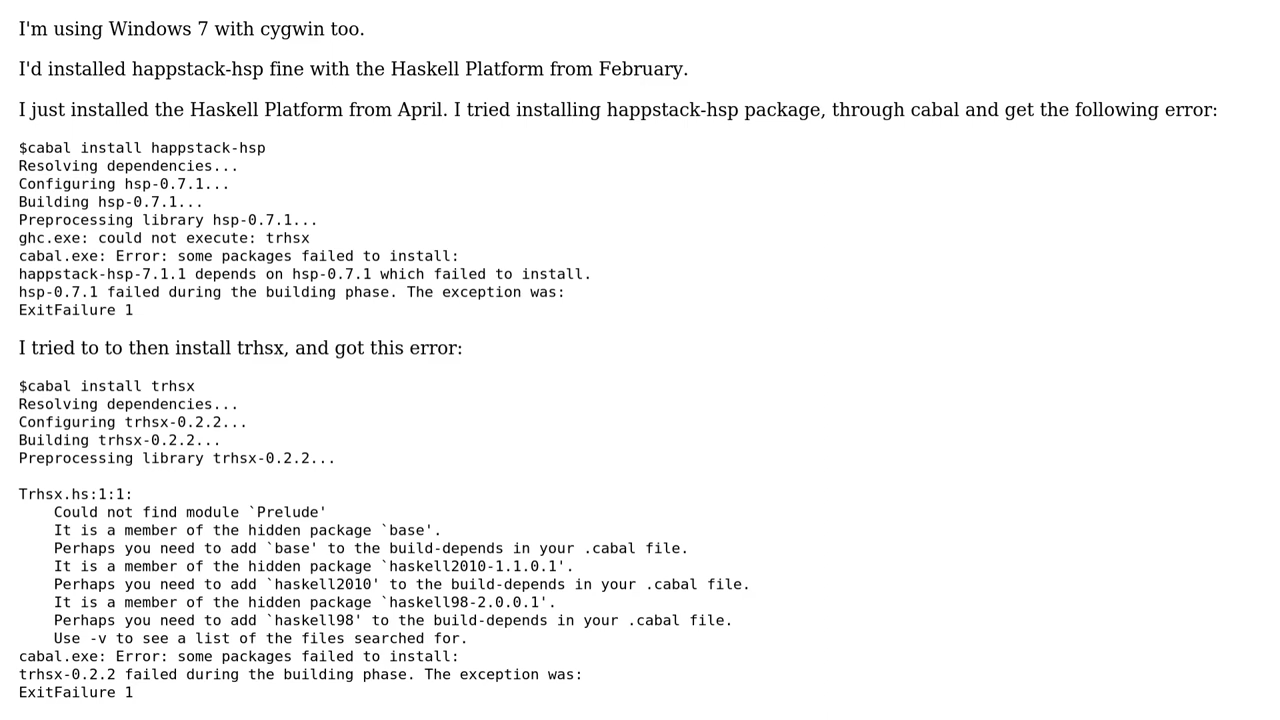 I'm using Windows 7 with cygwin too.
I'd installed happstack-hsp fine with the Haskell Platform from February.
I just installed the Haskell Platform from April. I tried installing happstack-hsp package, through cabal and get the following error:
$cabal install happstack-hsp
Resolving dependencies...
Configuring hsp-0.7.1...
Building hsp-0.7.1...
Preprocessing library hsp-0.7.1...
ghc.exe: could not execute: trhsx
cabal.exe: Error: some packages failed to install:
happstack-hsp-7.1.1 depends on hsp-0.7.1 which failed to install.
hsp-0.7.1 failed during the building phase. The exception was:
ExitFailure 1
I tried to to then install trhsx, and got this error:
$cabal install trhsx
Resolving dependencies...
Configuring trhsx-0.2.2...
Building trhsx-0.2.2...
Preprocessing library trhsx-0.2.2...
Trhsx.hs:1:1:
    Could not find module `Prelude'
    It is a member of the hidden package `base'.
    Perhaps you need to add `base' to the build-depends in your .cabal file.
    It is a member of the hidden package `haskell2010-1.1.0.1'.
    Perhaps you need to add `haskell2010' to the build-depends in your .cabal file.
    It is a member of the hidden package `haskell98-2.0.0.1'.
    Perhaps you need to add `haskell98' to the build-depends in your .cabal file.
    Use -v to see a list of the files searched for.
cabal.exe: Error: some packages failed to install:
trhsx-0.2.2 failed during the building phase. The exception was:
ExitFailure 1